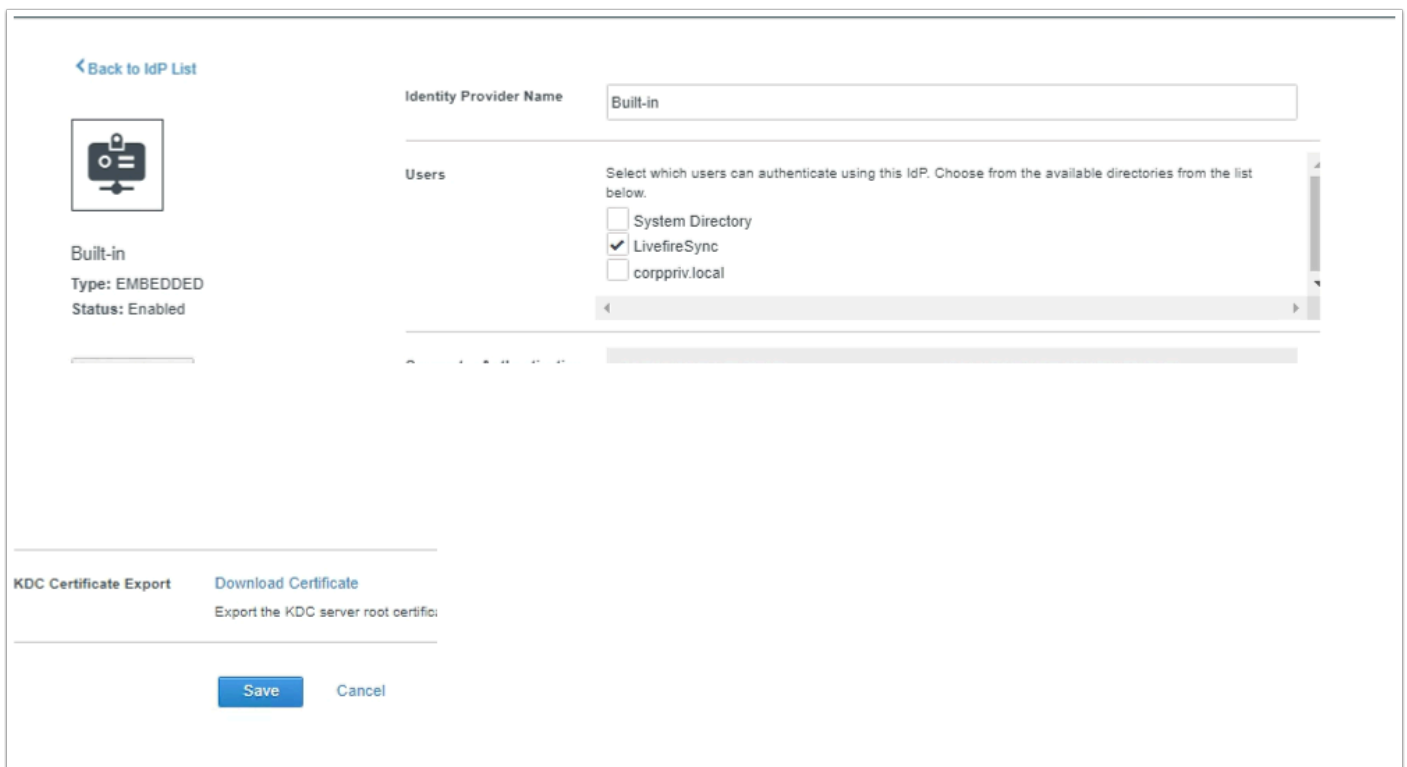 Back to IdP List
Identity Provider Name
Built-in
Users
Select which users can authenticate using this IdP. Choose from the available directories from the list
below.
System Directory
LivefireSync
corppriv.local
Built-in
Type: EMBEDDED
Status: Enabled
KDC Certificate Export
Download Certificate
Export the KDC server root certific
Save
Cancel